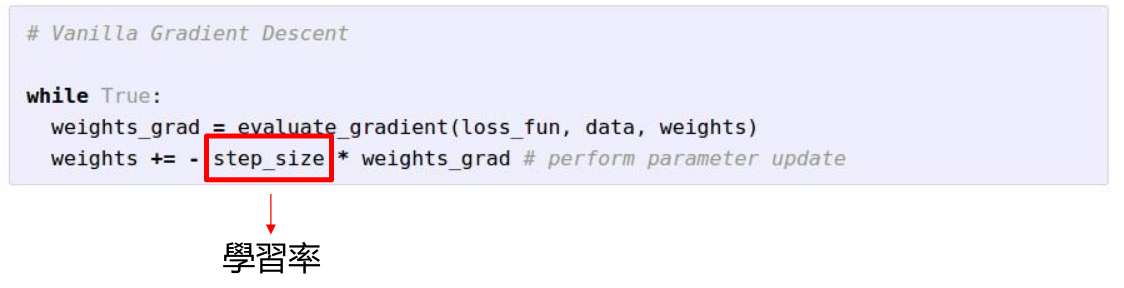 # Vanilla Gradient Descent
while True:
weights_grad = evaluate_gradient(loss_fun, data, weights)
weights += - step_size * weights_grad # perform parameter update
學習率